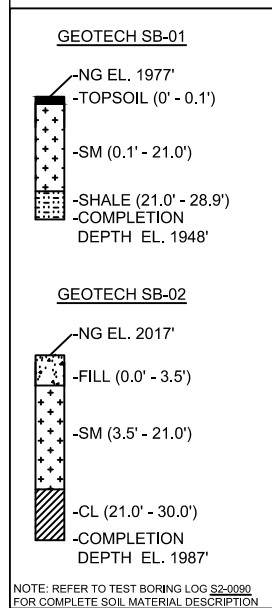 GEOTECH SB-01
-NG EL. 1977'
-TOPSOIL (0' - 0.1')
-SM (0.1' - 21.0')
-SHALE (21.0' - 28.9')
-COMPLETION
DEPTH EL. 1948'
GEOTECH SB-02
-NG EL. 2017'
-FILL (0.0' - 3.5')
-SM (3.5' - 21.0')
-CL (21.0' - 30.0')
-COMPLETION
DEPTH EL. 1987'
NOTE: REFER TO TEST BORING LOG S2-0090
FOR COMPLETE SOIL MATERIAL DESCRIPTION